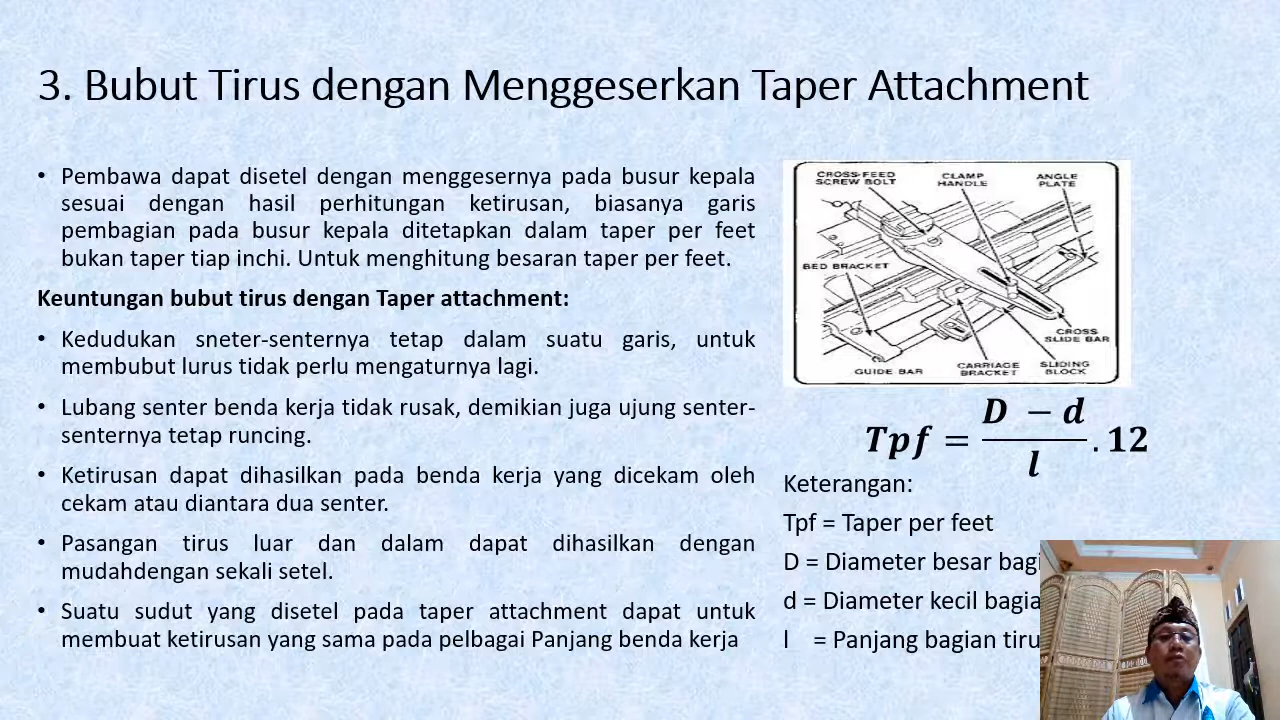 3. Bubut Tirus dengan Menggeserkan Taper Attachment
• Pembawa dapat disetel dengan menggesernya pada busur kepala
sesuai dengan hasil perhitungan ketirusan, biasanya garis
pembagian pada busur kepala ditetapkan dalam taper per feet
bukan taper tiap inchi. Untuk menghitung besaran taper per feet.
Keuntungan bubut tirus dengan Taper attachment:
• Kedudukan sneter-senternya tetap dalam suatu garis, untuk
membubut lurus tidak perlu mengaturnya lagi.
• Lubang senter benda kerja tidak rusak, demikian juga ujung senter-
senternya tetap runcing.
• Ketirusan dapat dihasilkan pada benda kerja yang dicekam oleh
cekam atau diantara dua senter.
• Pasangan tirus luar dan dalam dapat dihasilkan dengan
mudahdengan sekali setel.
• Suatu sudut yang disetel pada taper attachment dapat untuk
membuat ketirusan yang sama pada pelbagai Panjang benda kerja
CROSS-FEED
SCREW BOLT
CLAMP
HANDLE
ANGLE
PLATE
BED BRACKET
CROSS
SLIDE BAR
GUIDE BAR
CARRIAGE
BRACKET
SLIDING
BLOCK
Tpf = (D - d)/l . 12
Keterangan:
Tpf = Taper per feet
D = Diameter besar bagi
d = Diameter kecil bagia
l = Panjang bagian tiru